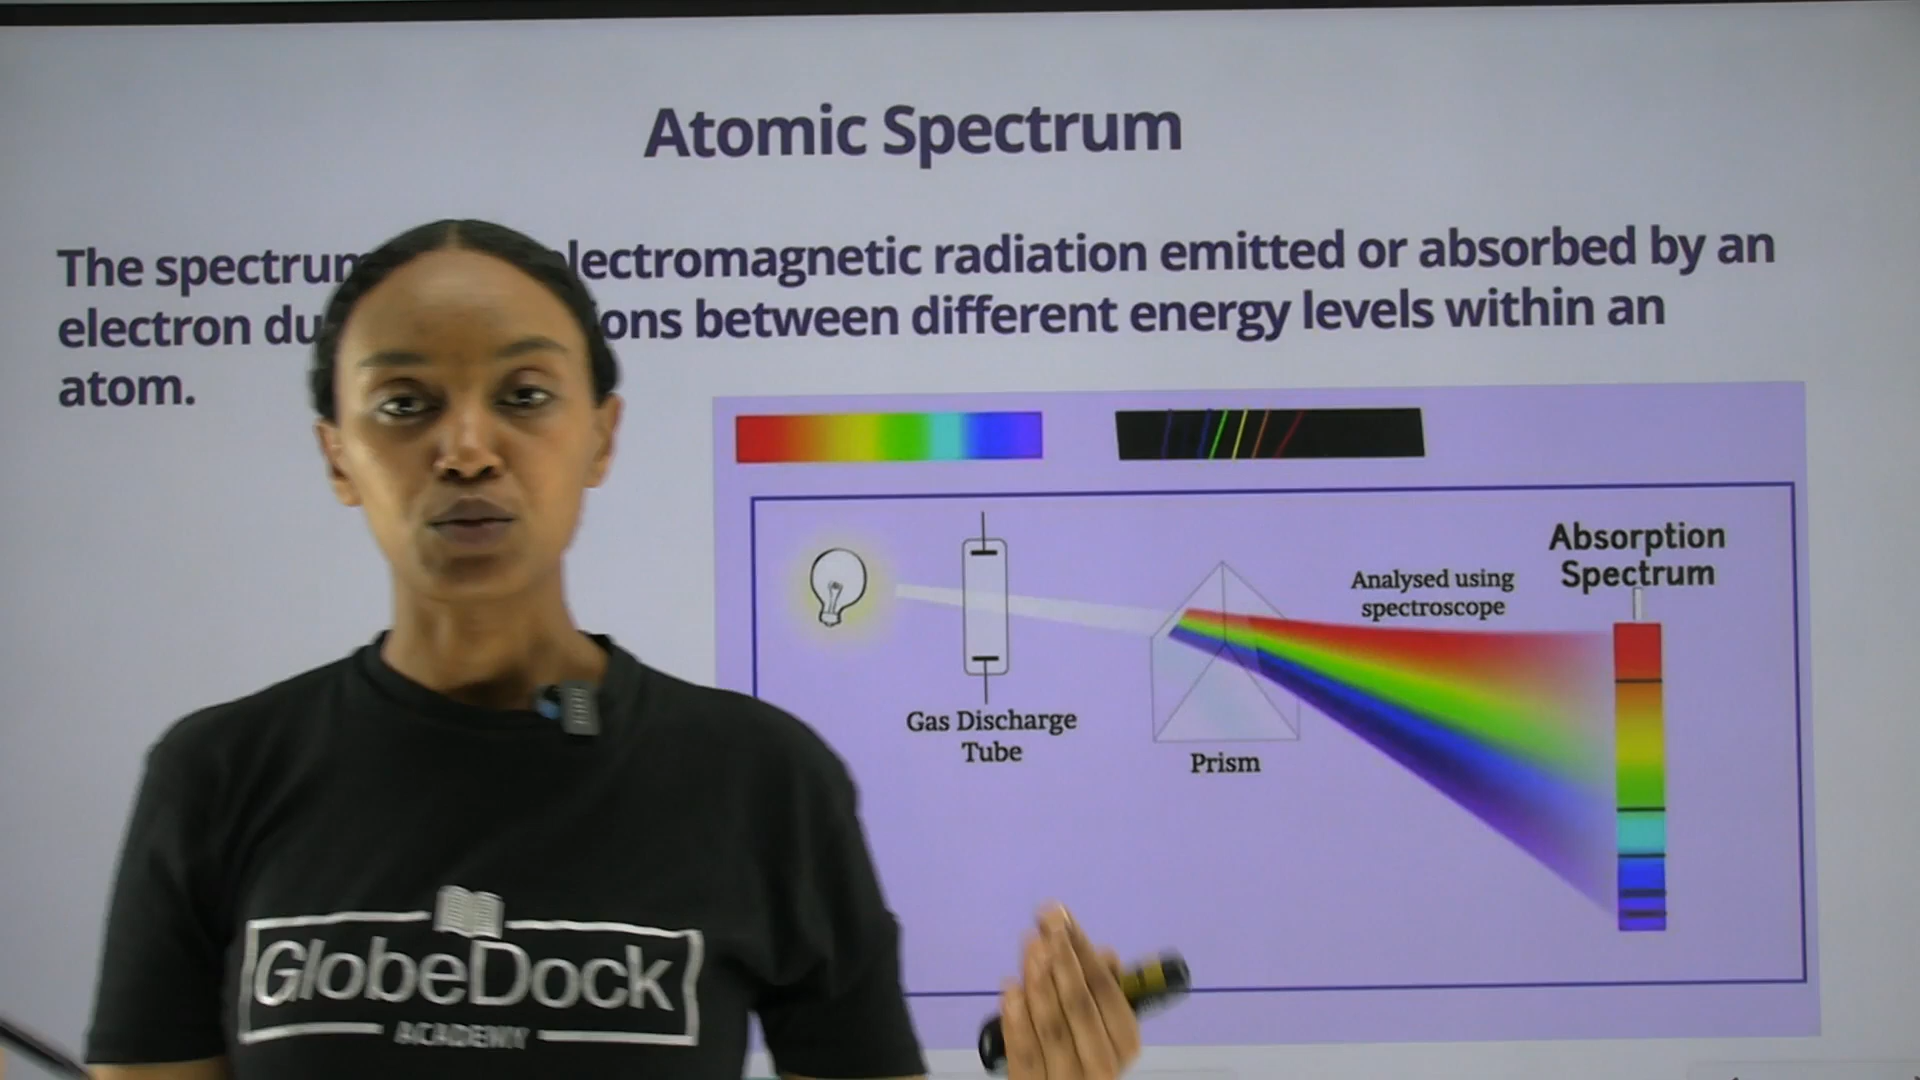 Atomic Spectrum
The spectrum lectromagnetic radiation emitted or absorbed by an
electron du ons between different energy levels within an
atom.
Absorption
Spectrum
Analysed using
spectroscope
Gas Discharge
Tube
Prism
GlobeDock
ACADEMY